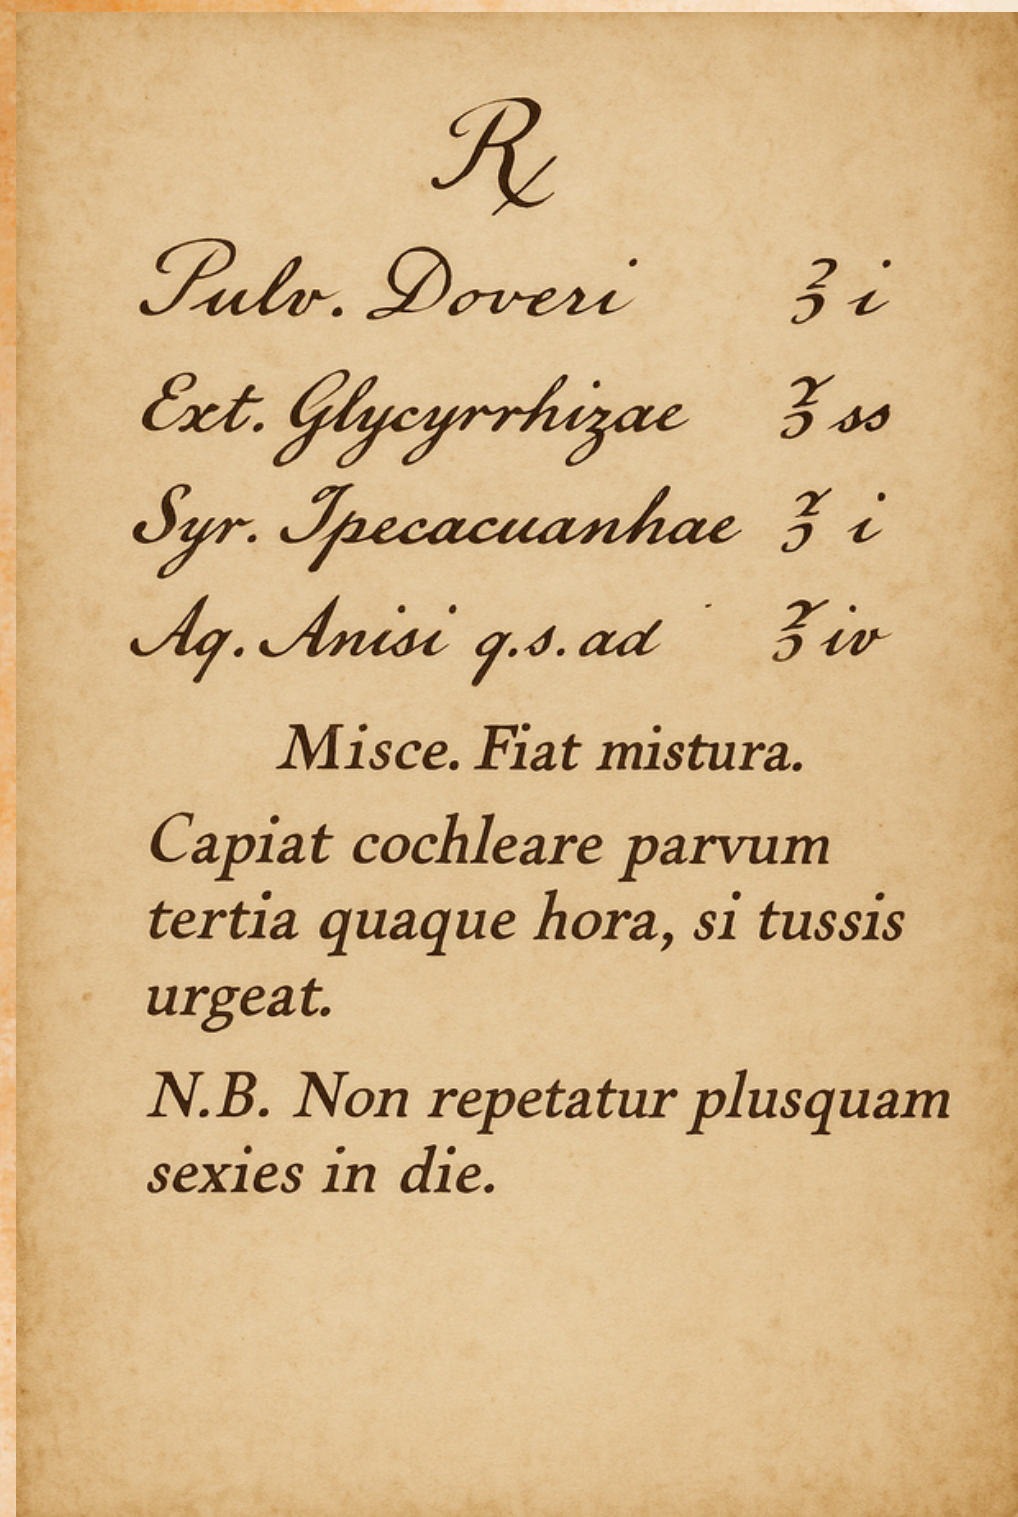 ℞
Pulv. Doveri ℥ i
Ext. Glycyrrhizae ℥ ss
Syr. Ipecacuanhae ℥ i
Aq. Anisi q.s. ad ℥ iv
Misce. Fiat mistura.
Capiat cochleare parvum
tertia quaque hora, si tussis
urgeat.
N.B. Non repetatur plusquam
sexies in die.